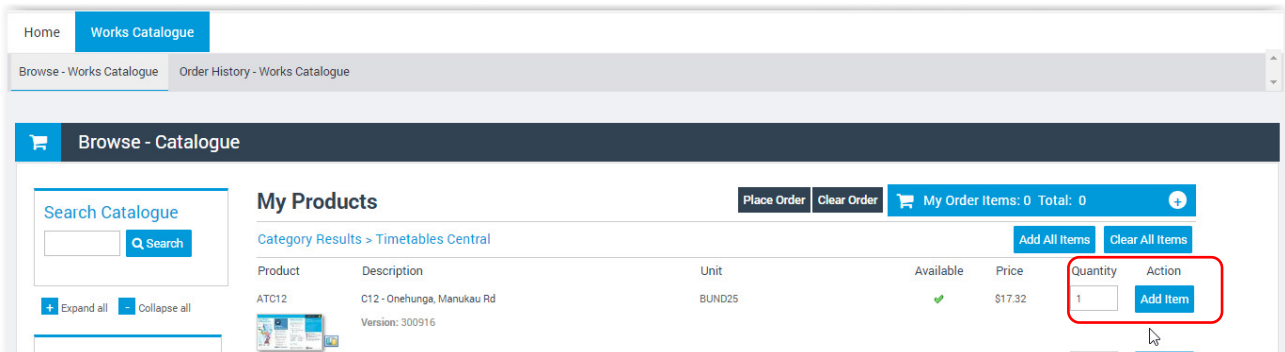 Home Works Catalogue
Browse - Works Catalogue Order History - Works Catalogue
Browse - Catalogue
Search Catalogue
Search
+ Expand all - Collapse all
My Products
Place Order Clear Order My Order Items: 0 Total: 0 +
Category Results > Timetables Central Add All Items Clear All Items
Product Description Unit Available Price Quantity Action
ATC12 C12 - Onehunga, Manukau Rd BUND25 $17.32 1 Add Item
Version: 300916